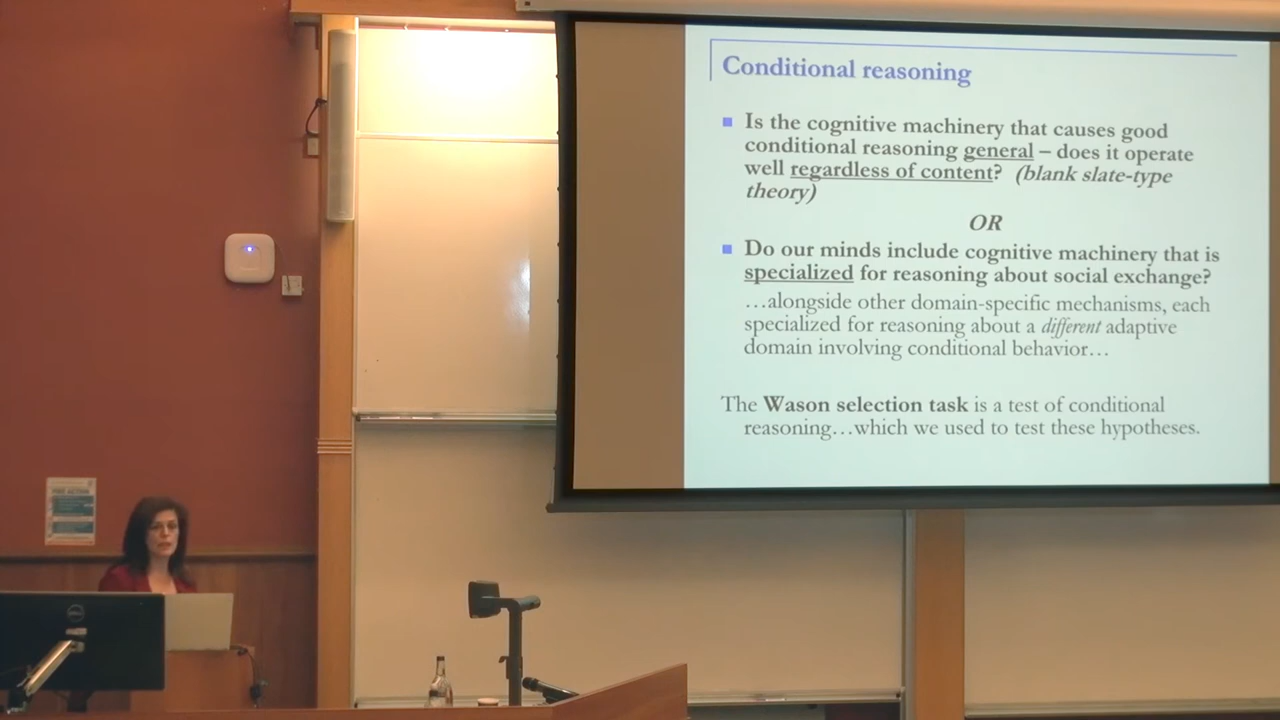 Conditional reasoning
Is the cognitive machinery that causes good
conditional reasoning general – does it operate
well regardless of content? (blank slate-type
theory)
OR
Do our minds include cognitive machinery that is
specialized for reasoning about social exchange?
…alongside other domain-specific mechanisms, each
specialized for reasoning about a different adaptive
domain involving conditional behavior…
The Wason selection task is a test of conditional
reasoning…which we used to test these hypotheses.
FIRE ACTION
DELL